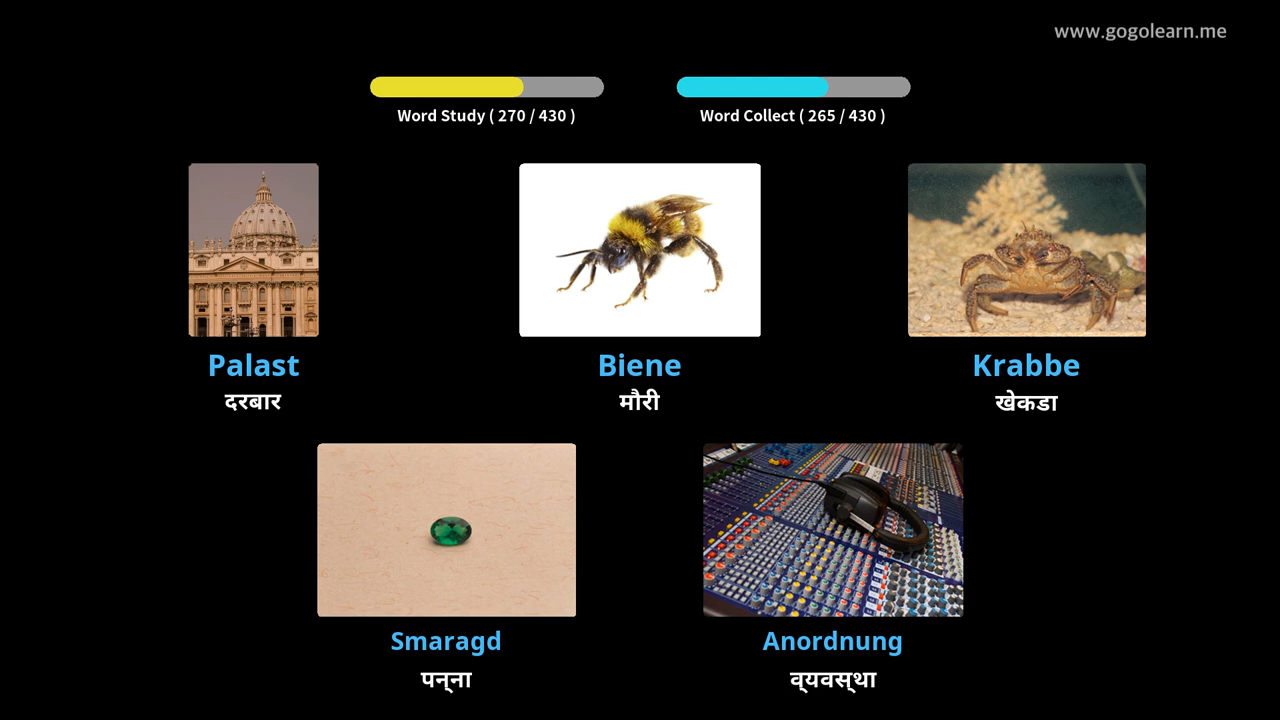 www.gogolearn.me
Word Study ( 270 / 430 )
Word Collect ( 265 / 430 )
Palast
दरबार
Biene
मौरी
Krabbe
खेकडा
Smaragd
पन्‌ना
Anordnung
व्‌यवस्‌था